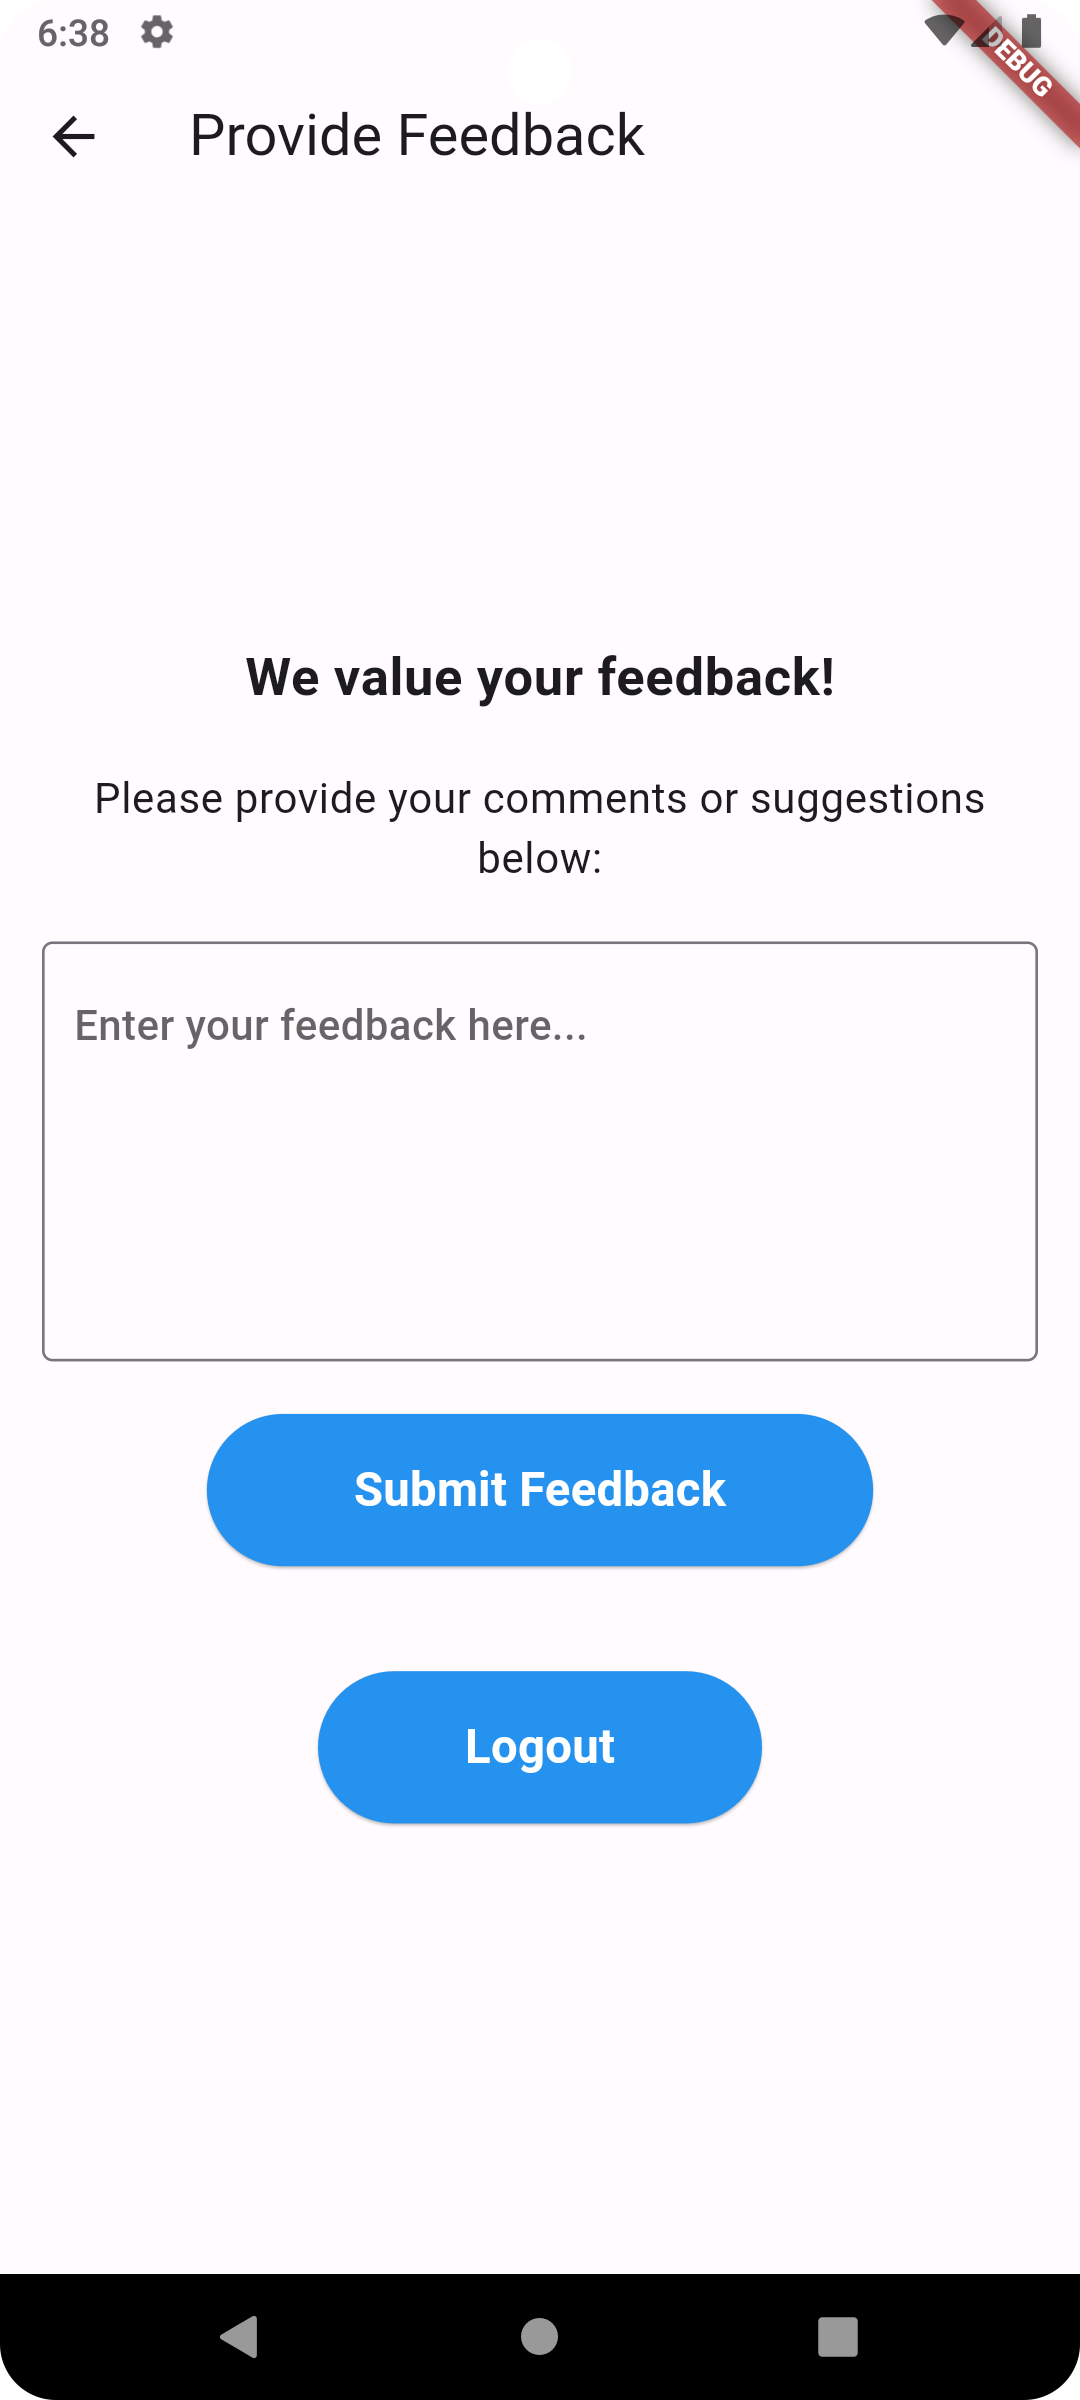 6:38
DEBUG
Provide Feedback
We value your feedback!
Please provide your comments or suggestions
below:
Enter your feedback here...
Submit Feedback
Logout